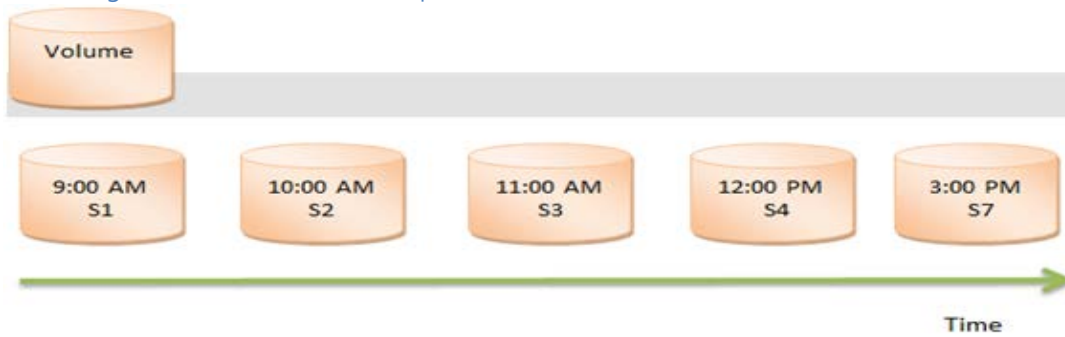 Volume
9:00 AM
S1
10:00 AM
S2
11:00 AM
S3
12:00 PM
S4
3:00 PM
S7
Time